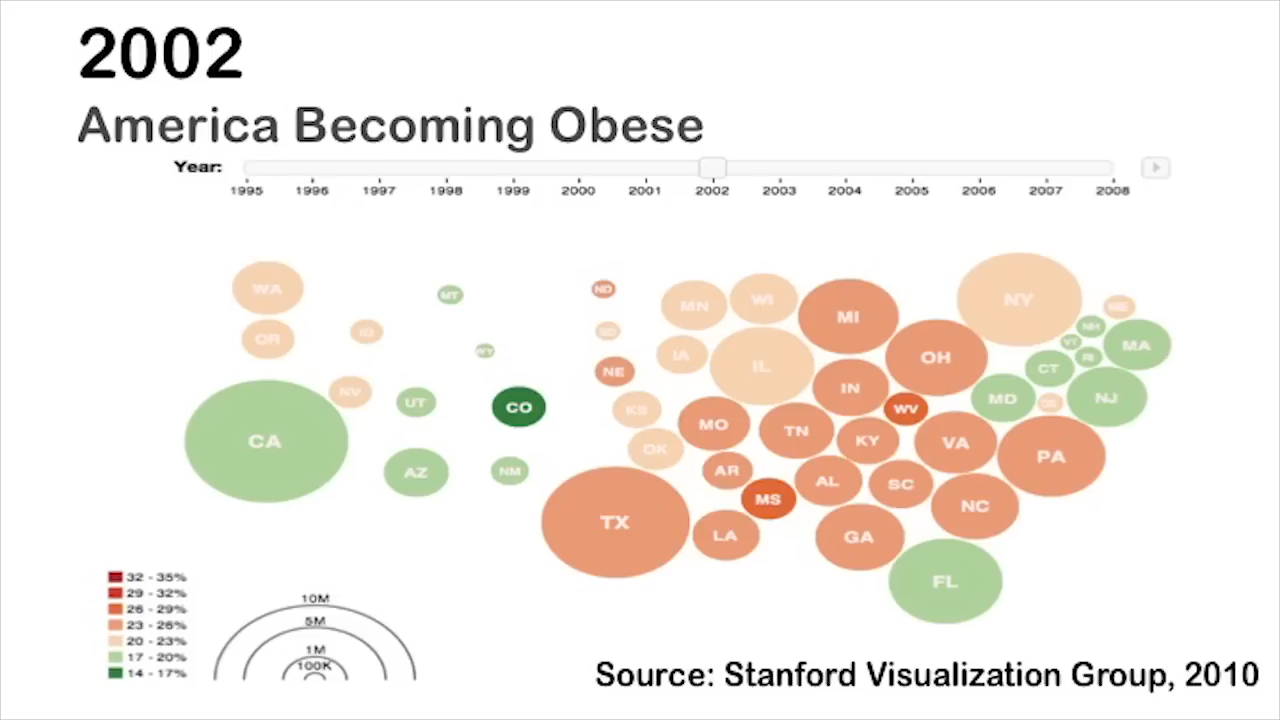 2002
America Becoming Obese
Year:
1995 1996 1997 1998 1999 2000 2001 2002 2003 2004 2005 2006 2007 2008
WA MT ND MN WI MI NY ME
OR ID SD IA IL OH NH VT MA
NV WY NE IN CT RI
CA UT CO KS MO TN KY WV MD DE NJ
AZ NM OK AR AL SC VA PA
TX MS LA GA NC
FL
32 - 35%
29 - 32%
26 - 29%
23 - 26%
20 - 23%
17 - 20%
14 - 17%
10M
5M
1M
100K
Source: Stanford Visualization Group, 2010